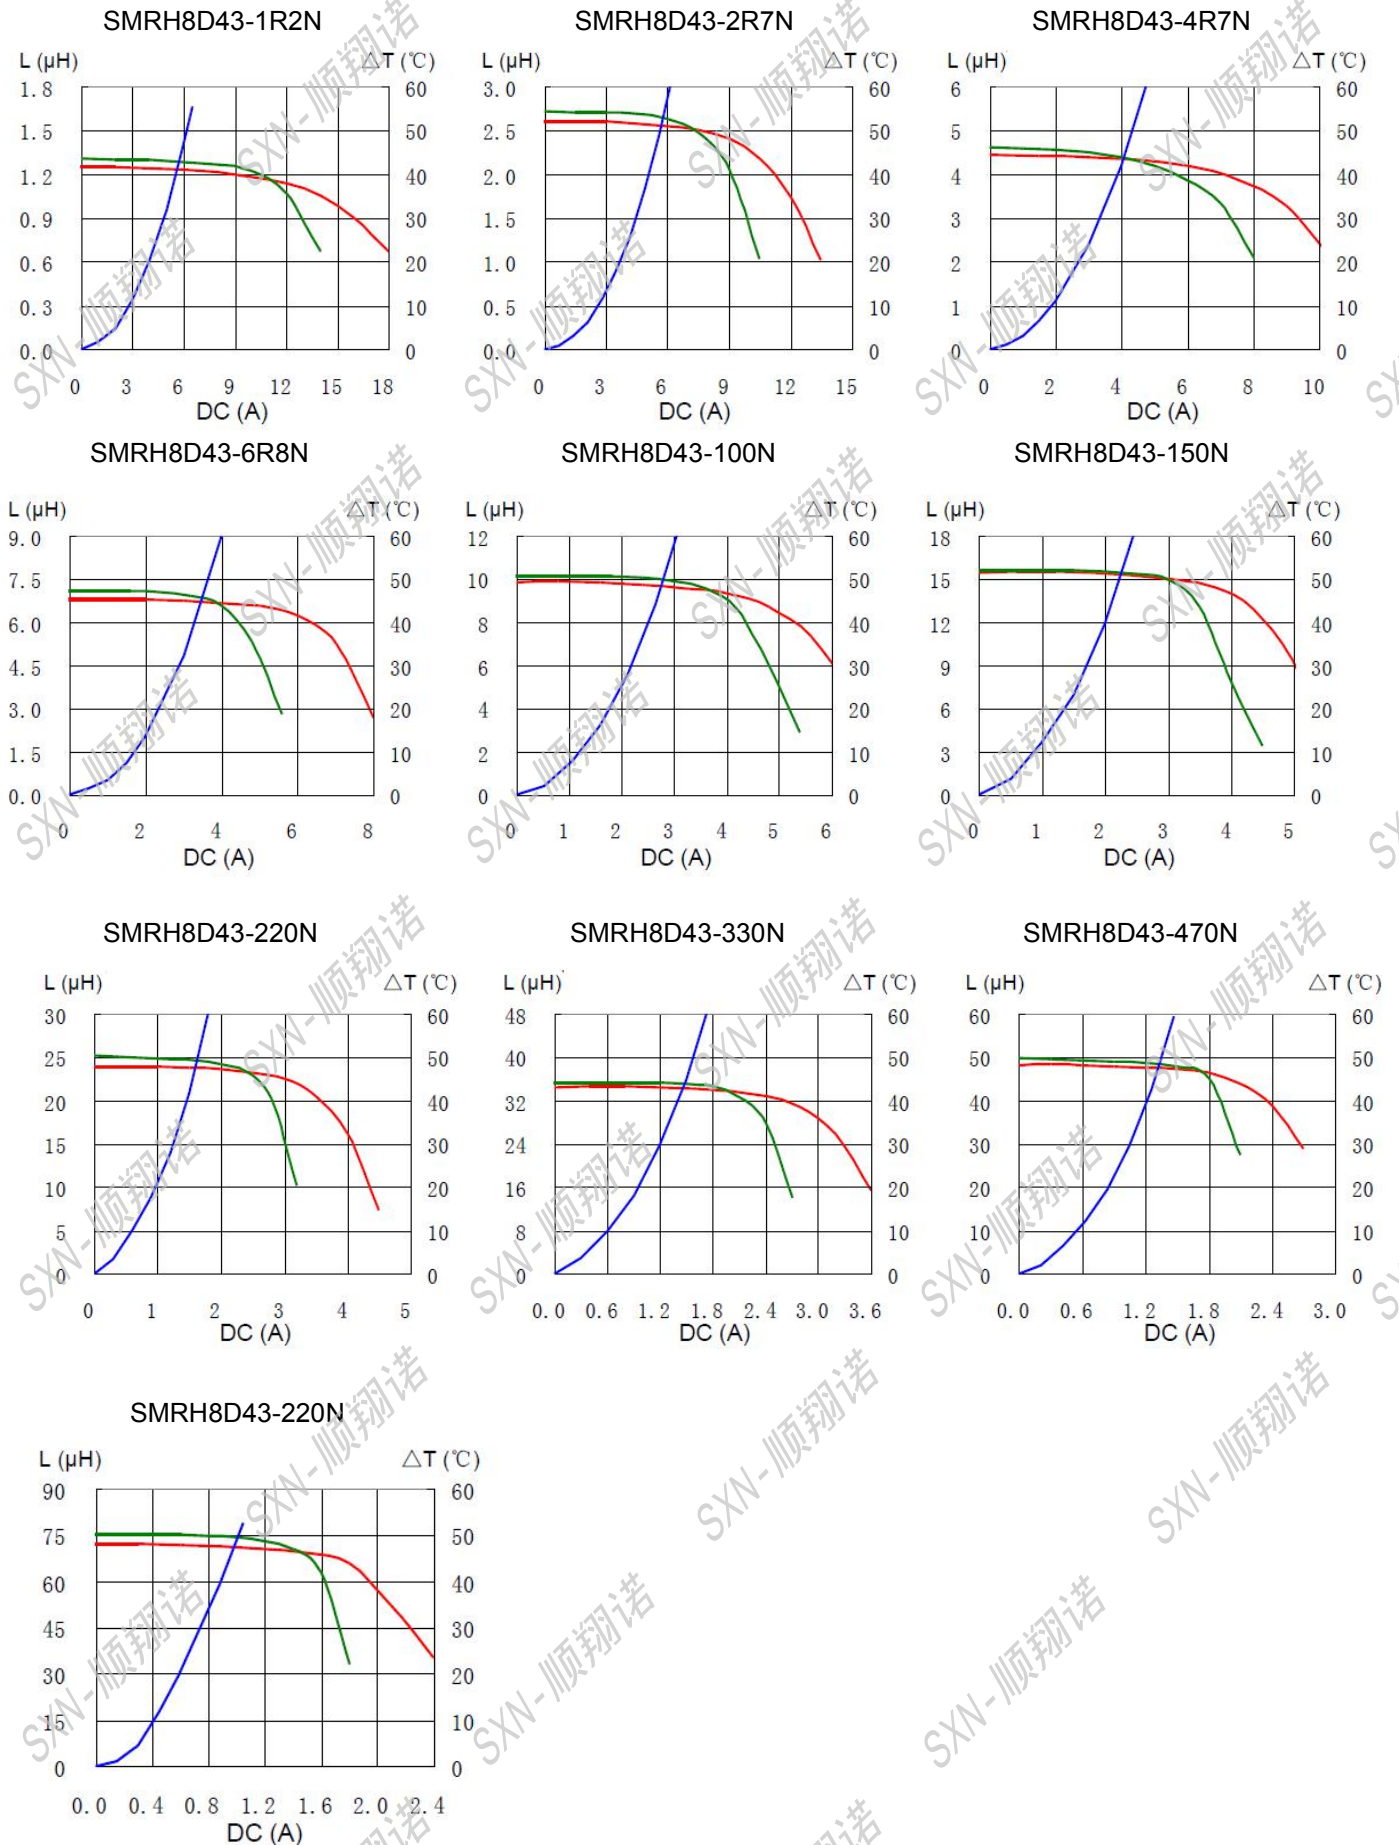 SMRH8D43-1R2N SMRH8D43-2R7N SMRH8D43-4R7N
L (μH) △T (℃) L (μH) △T (℃) L (μH) △T (℃)
1.8 60 3.0 60 6 60
1.5 50 2.5 50 5 50
1.2 40 2.0 40 4 40
0.9 30 1.5 30 3 30
0.6 20 1.0 20 2 20
0.3 10 0.5 10 1 10
0.0 0 0.0 0 0 0
0 3 6 9 12 15 18 0 3 6 9 12 15 0 2 4 6 8 10
DC (A) DC (A) DC (A)
SMRH8D43-6R8N SMRH8D43-100N SMRH8D43-150N
L (μH) △T (℃) L (μH) △T (℃) L (μH) △T (℃)
9.0 60 12 60 18 60
7.5 50 10 50 15 50
6.0 40 8 40 12 40
4.5 30 6 30 9 30
3.0 20 4 20 6 20
1.5 10 2 10 3 10
0.0 0 0 0 0 0
0 2 4 6 8 0 1 2 3 4 5 6 0 1 2 3 4 5
DC (A) DC (A) DC (A)
SMRH8D43-220N SMRH8D43-330N SMRH8D43-470N
L (μH) △T (℃) L (μH) △T (℃) L (μH) △T (℃)
30 60 48 60 60 60
25 50 40 50 50 50
20 40 32 40 40 40
15 30 24 30 30 30
10 20 16 20 20 20
5 10 8 10 10 10
0 0 0 0 0 0
0 1 2 3 4 5 0.0 0.6 1.2 1.8 2.4 3.0 3.6 0.0 0.6 1.2 1.8 2.4 3.0
DC (A) DC (A) DC (A)
SMRH8D43-220N
L (μH) △T (℃)
90 60
75 50
60 40
45 30
30 20
15 10
0 0
0.0 0.4 0.8 1.2 1.6 2.0 2.4
DC (A)
SXN-顺翔诺